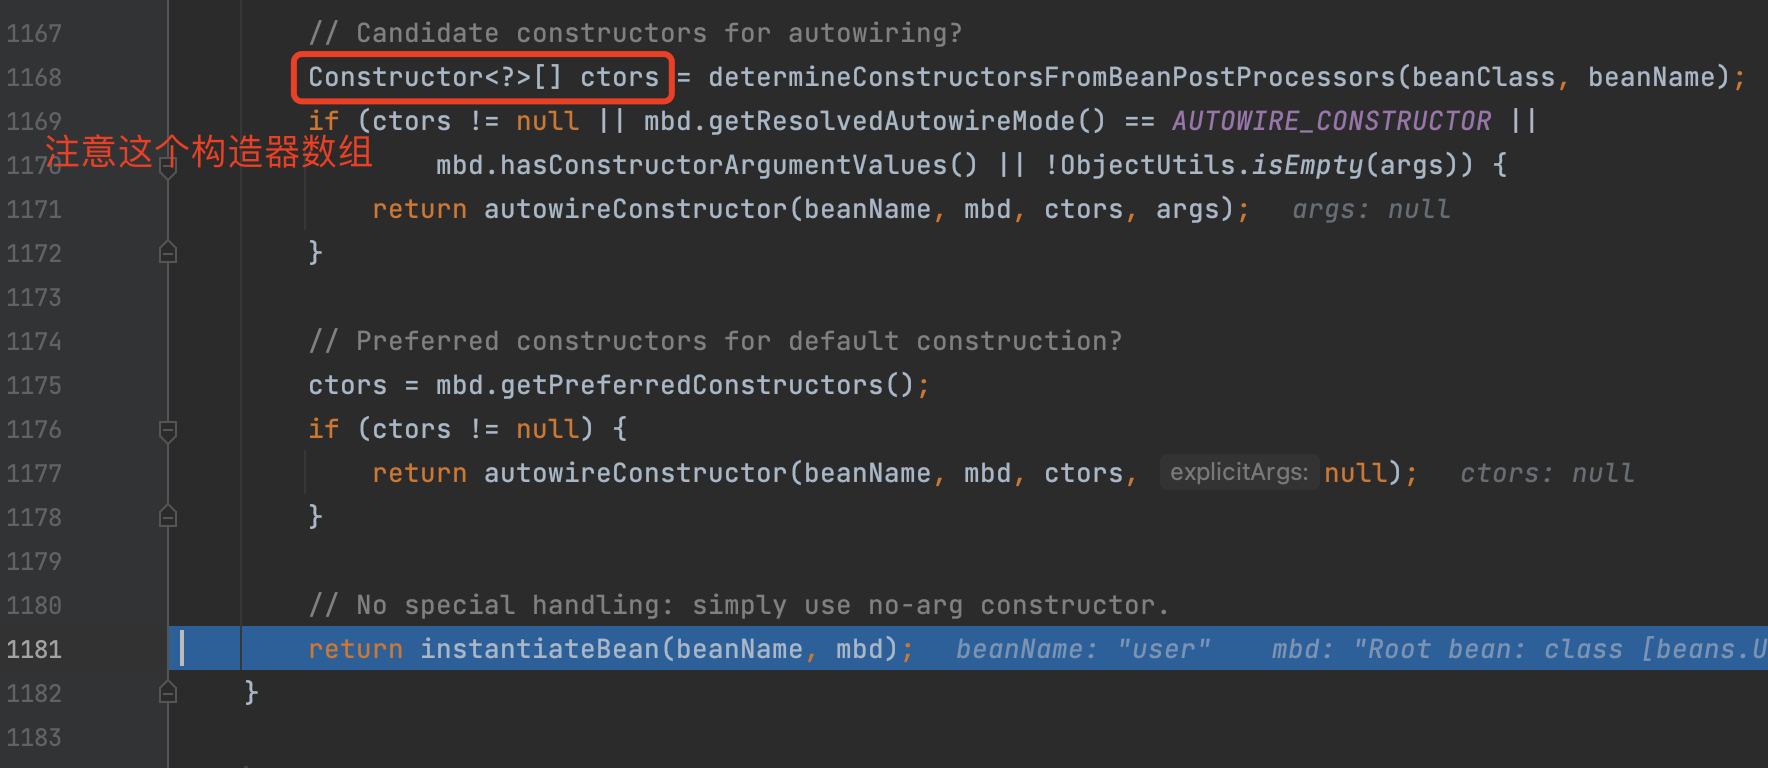 1167 // Candidate constructors for autowiring?
1168 Constructor<?>[] ctors = determineConstructorsFromBeanPostProcessors(beanClass, beanName);
1169 if (ctors != null || mbd.getResolvedAutowireMode() == AUTOWIRE_CONSTRUCTOR ||
注意这个构造器数组
1170 mbd.hasConstructorArgumentValues() || !ObjectUtils.isEmpty(args)) {
1171 return autowireConstructor(beanName, mbd, ctors, args); args: null
1172 }
1173
1174 // Preferred constructors for default construction?
1175 ctors = mbd.getPreferredConstructors();
1176 if (ctors != null) {
1177 return autowireConstructor(beanName, mbd, ctors, explicitArgs: null); ctors: null
1178 }
1179
1180 // No special handling: simply use no-arg constructor.
1181 return instantiateBean(beanName, mbd); beanName: "user" mbd: "Root bean: class [beans.U
1182 }
1183